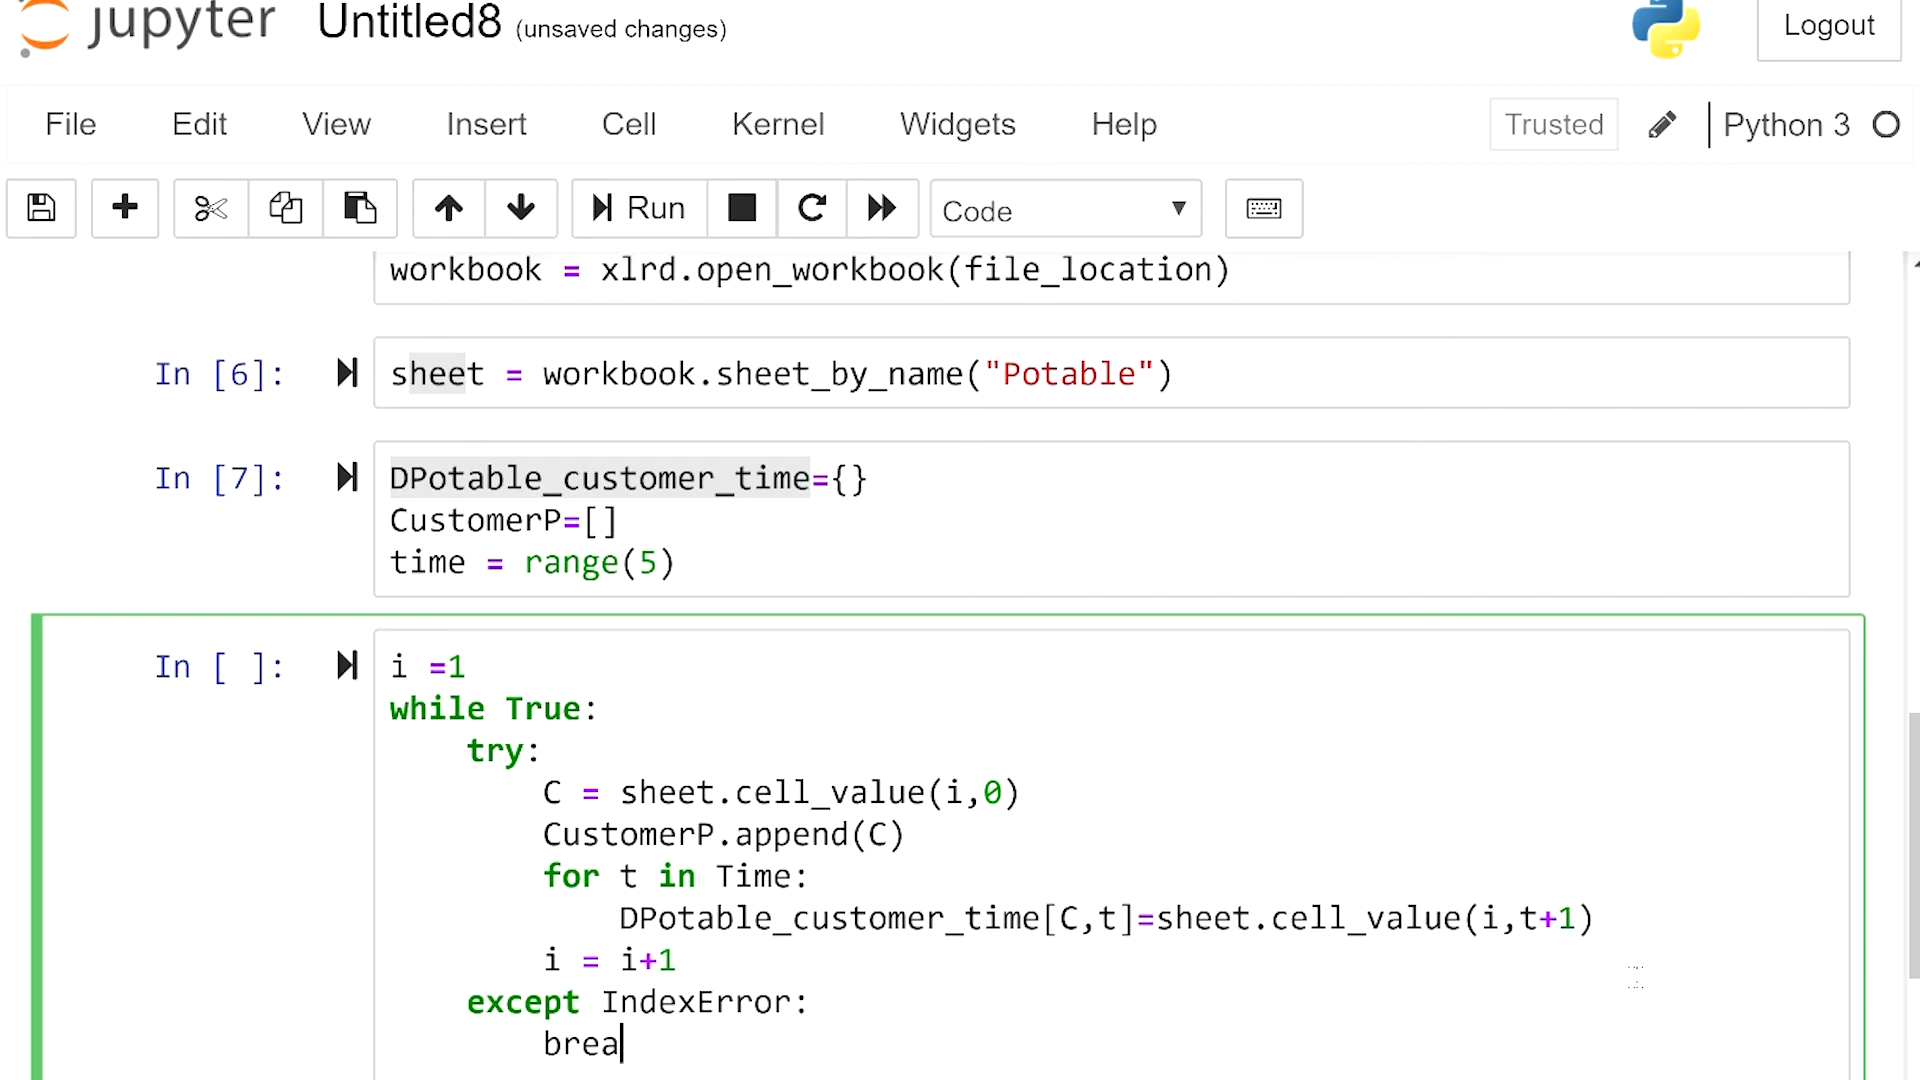 jupyter Untitled8 (unsaved changes) Logout
File Edit View Insert Cell Kernel Widgets Help Trusted Python 3
Run Code
workbook = xlrd.open_workbook(file_location)
In [6]: sheet = workbook.sheet_by_name("Potable")
In [7]: DPotable_customer_time={}
CustomerP=[]
time = range(5)
In [ ]: i =1
while True:
try:
C = sheet.cell_value(i,0)
CustomerP.append(C)
for t in Time:
DPotable_customer_time[C,t]=sheet.cell_value(i,t+1)
i = i+1
except IndexError:
brea